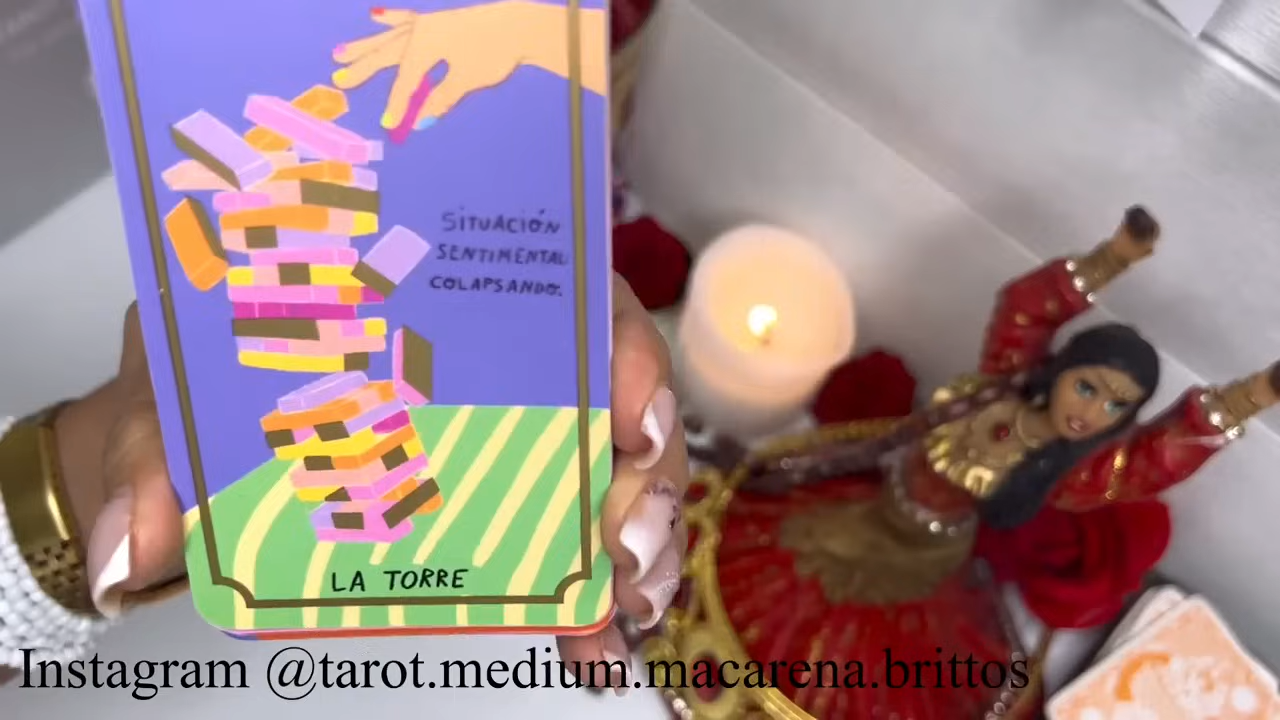 SITUACIÓN
SENTIMENTAL
COLAPSANDO.
LA TORRE
Instagram @tarot.medium.macarena.brittos